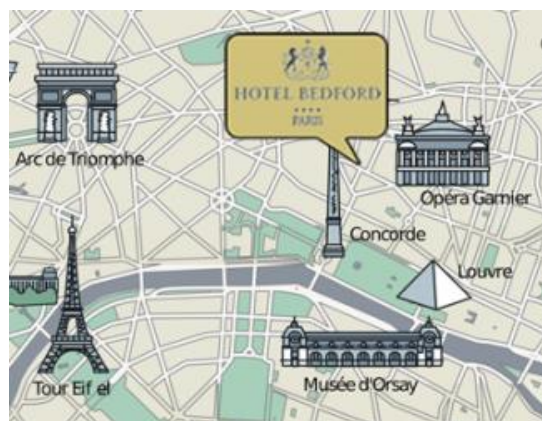 HOTEL BEDFORD
PARIS
Arc de Triomphe
Opéra Garnier
Concorde
Louvre
Tour Eif el
Musée d'Orsay